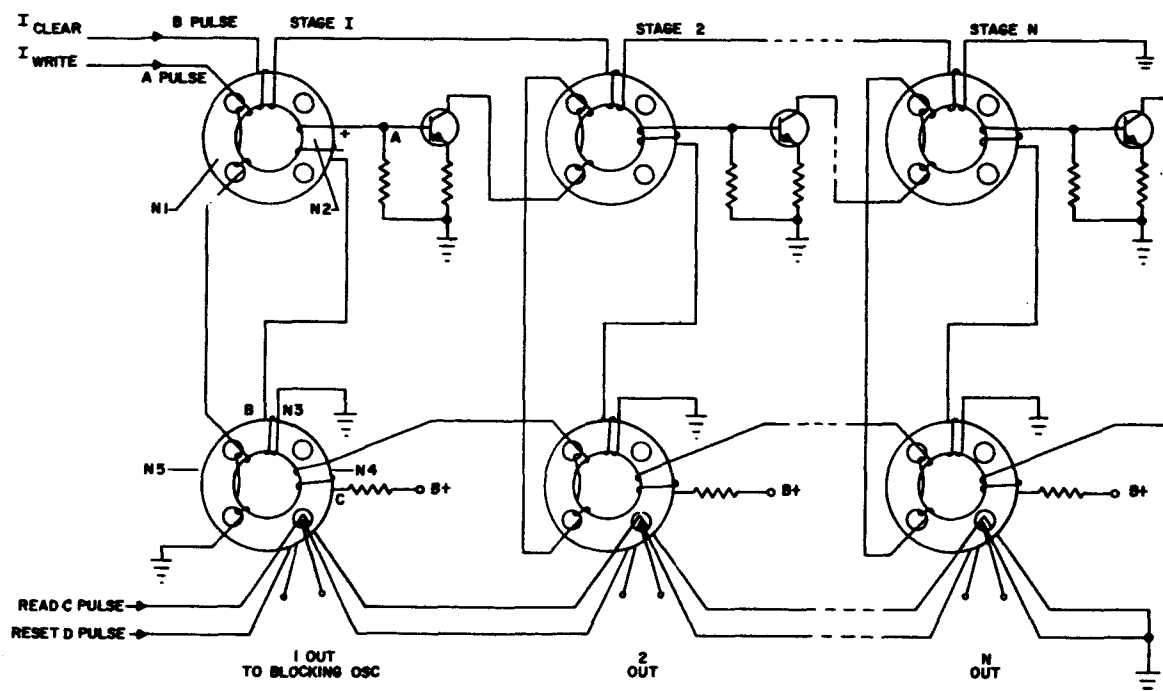 I CLEAR
B PULSE
STAGE I
STAGE 2
STAGE N
I WRITE
A PULSE
+
A
N1
N2
B
N3
N5
N4
C
B+
B+
B+
READ C PULSE
RESET D PULSE
1 OUT
TO BLOCKING OSC
2
OUT
N
OUT